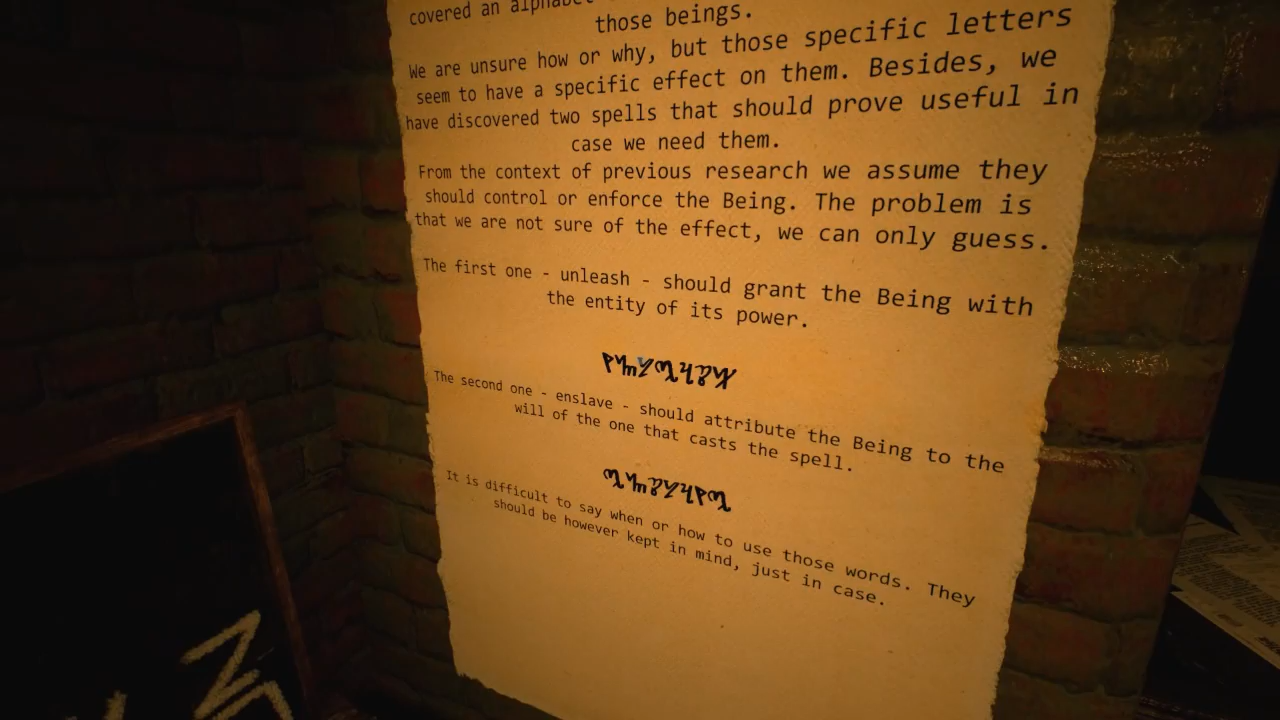 covered an alphabet
those beings.
We are unsure how or why, but those specific letters
seem to have a specific effect on them. Besides, we
have discovered two spells that should prove useful in
case we need them.
From the context of previous research we assume they
should control or enforce the Being. The problem is
that we are not sure of the effect, we can only guess.
The first one - unleash - should grant the Being with
the entity of its power.
The second one - enslave - should attribute the Being to the
will of the one that casts the spell.
It is difficult to say when or how to use those words. They
should be however kept in mind, just in case.